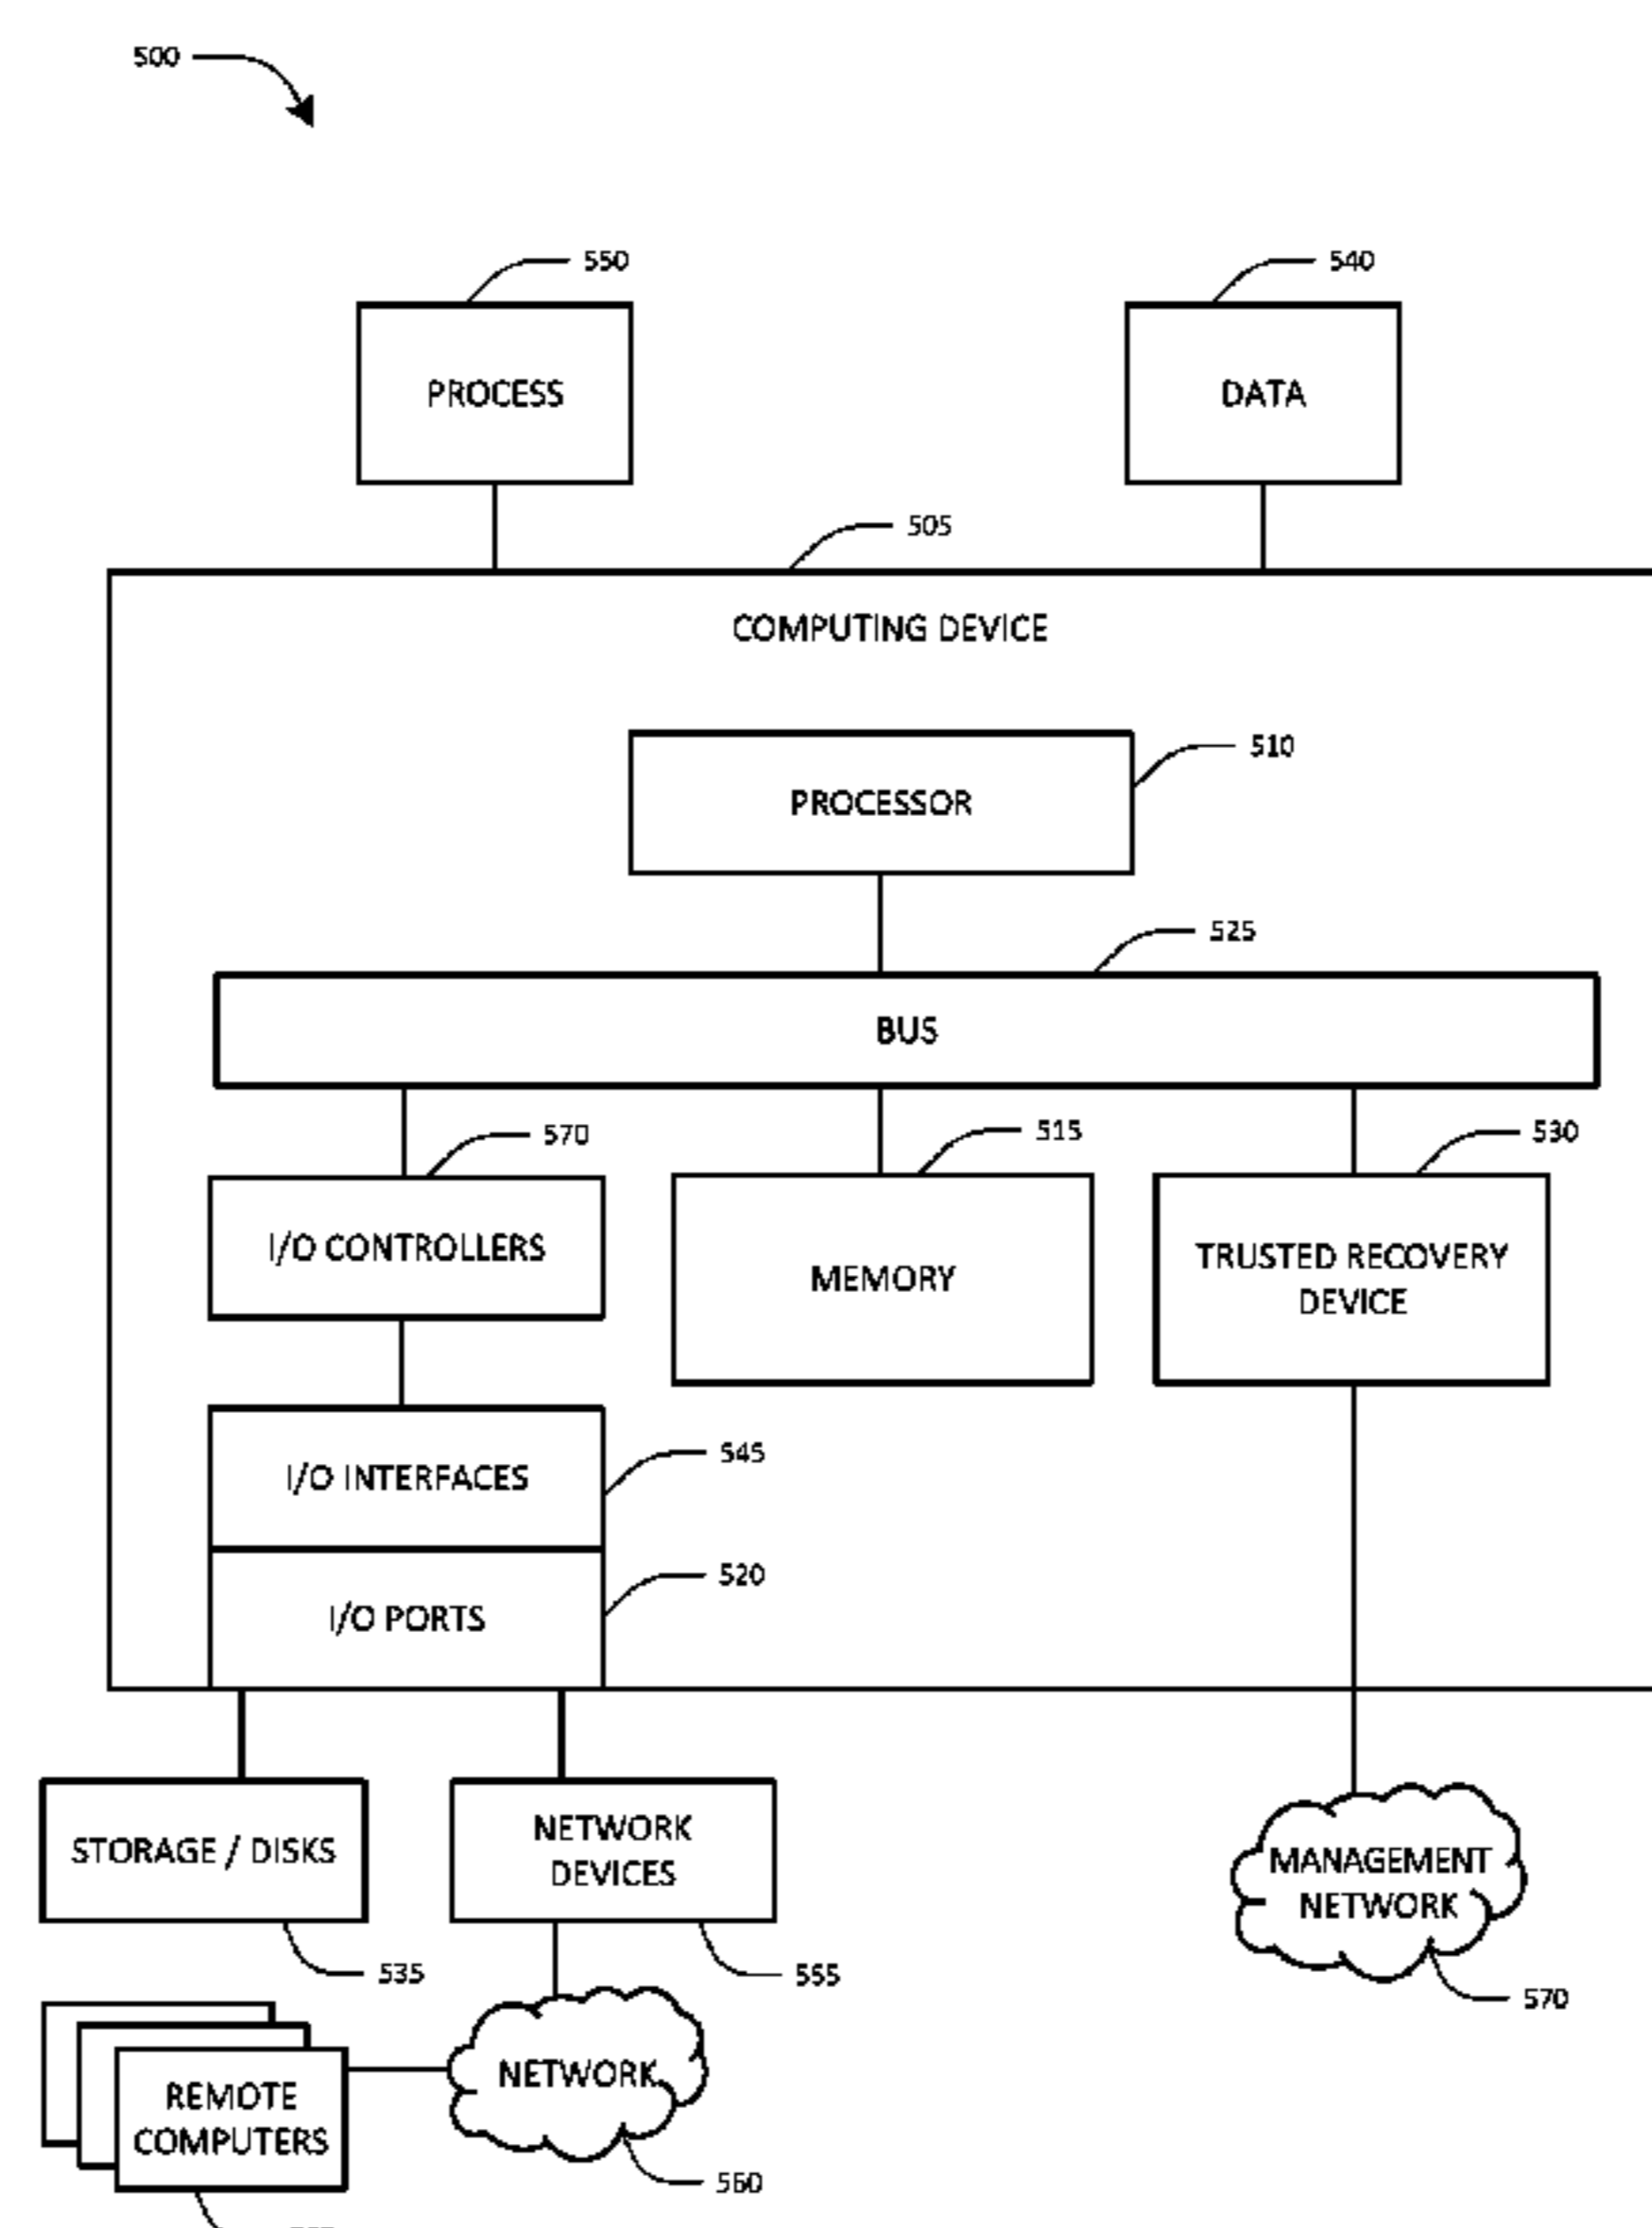 500
550
540
PROCESS
DATA
505
COMPUTING DEVICE
510
PROCESSOR
525
BUS
570
515
530
I/O CONTROLLERS
MEMORY
TRUSTED RECOVERY
DEVICE
545
I/O INTERFACES
520
I/O PORTS
STORAGE / DISKS
NETWORK
DEVICES
MANAGEMENT
NETWORK
535
555
570
REMOTE
COMPUTERS
NETWORK
560